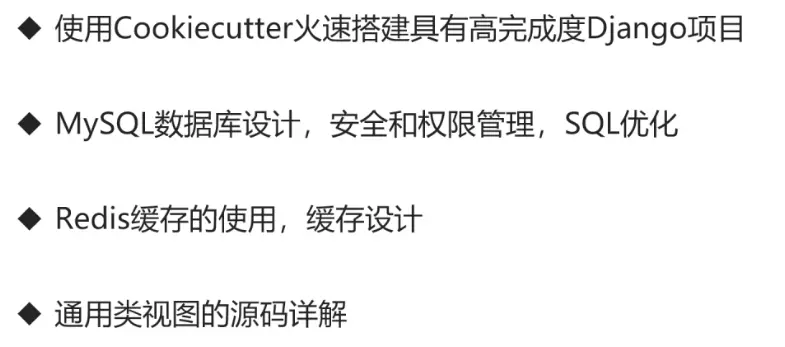 ◆ 使用Cookiecutter火速搭建具有高完成度Django项目
◆ MySQL数据库设计，安全和权限管理，SQL优化
◆ Redis缓存的使用，缓存设计
◆ 通用类视图的源码详解